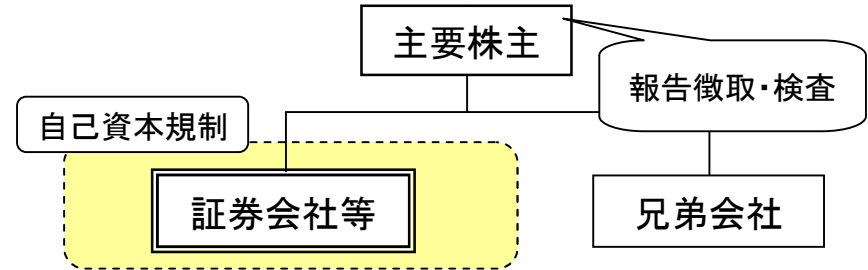 主要株主
報告徴取・検査
自己資本規制
証券会社等
兄弟会社